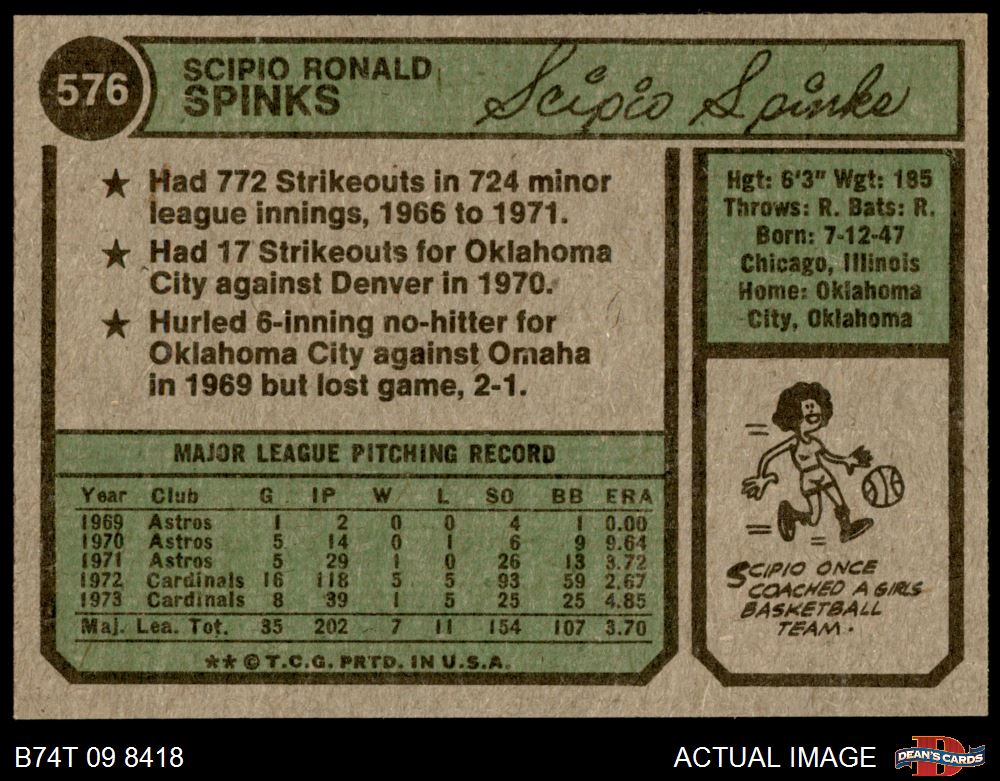 576
SCIPIO RONALD
SPINKS
Scipio Spinks
★ Had 772 Strikeouts in 724 minor
league innings, 1966 to 1971.
★ Had 17 Strikeouts for Oklahoma
City against Denver in 1970.
★ Hurled 6-inning no-hitter for
Oklahoma City against Omaha
in 1969 but lost game, 2-1.
Hgt: 6'3" Wgt: 185
Throws: R. Bats: R.
Born: 7-12-47
Chicago, Illinois
Home: Oklahoma
City, Oklahoma
MAJOR LEAGUE PITCHING RECORD
Year Club G IP W L SO BB ERA
1969 Astros 1 2 0 0 4 1 0.00
1970 Astros 5 14 0 1 6 9 9.64
1971 Astros 5 29 1 0 26 13 3.72
1972 Cardinals 16 118 5 5 93 59 2.67
1973 Cardinals 8 39 1 5 25 25 4.85
Maj. Lea. Tot. 35 202 7 11 154 107 3.70
** © T.C.G. PRTD. IN U.S.A.
SCIPIO ONCE
COACHED A GIRLS
BASKETBALL
TEAM.
B74T 09 8418
ACTUAL IMAGE
D
DEAN'S CARDS